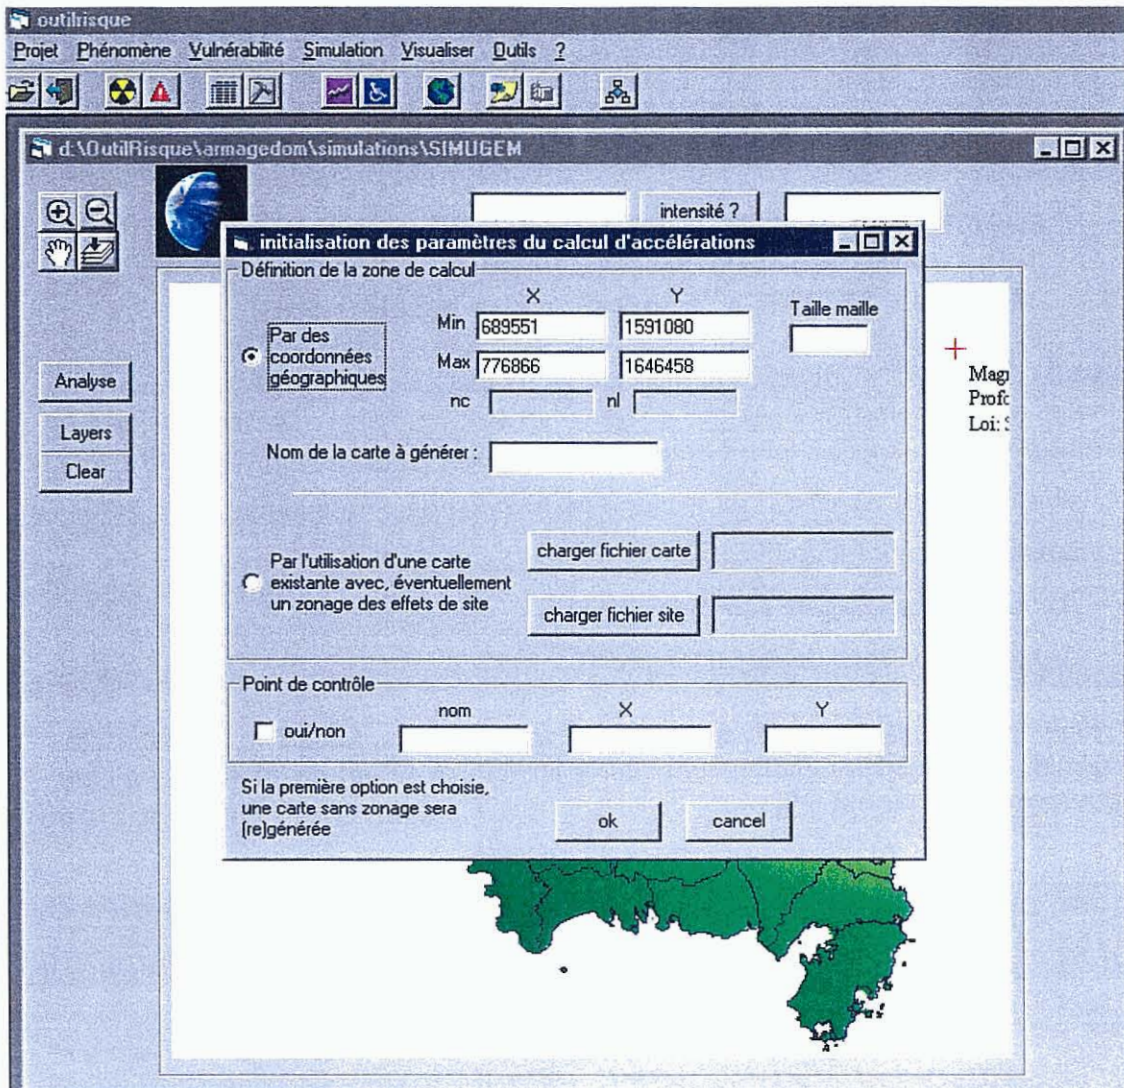 outilrisque
Projet Phénomène Vulnérabilité Simulation Visualiser Outils ?
d:\OutilRisque\armagedom\simulations\SIMUGEM
intensité ?
initialisation des paramètres du calcul d'accélérations
Définition de la zone de calcul
X Y
Taille maille
Min 689551 1591080
Par des
coordonnées
géographiques
Max 776866 1646458
nc nl
Nom de la carte à générer :
Par l'utilisation d'une carte
existante avec, éventuellement
un zonage des effets de site
charger fichier carte
charger fichier site
Point de contrôle
oui/non
nom X Y
Si la première option est choisie,
une carte sans zonage sera
(re)générée
ok cancel
Analyse
Layers
Clear
Magn
Profo
Loi: S